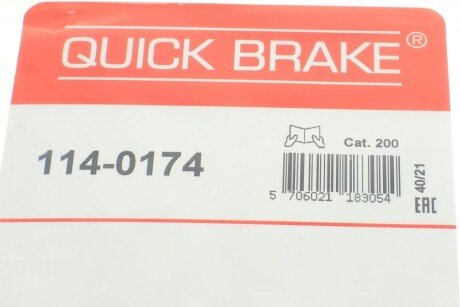 QUICK BRAKE®
114-0174
Cat. 200
5 706021 183054
40/21
EAC